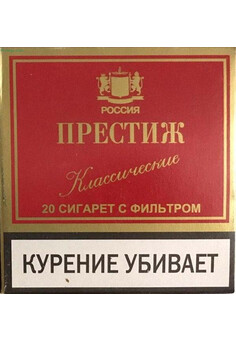 РОССИЯ
ПРЕСТИЖ
Классические
20 СИГАРЕТ С ФИЛЬТРОМ
КУРЕНИЕ УБИВАЕТ